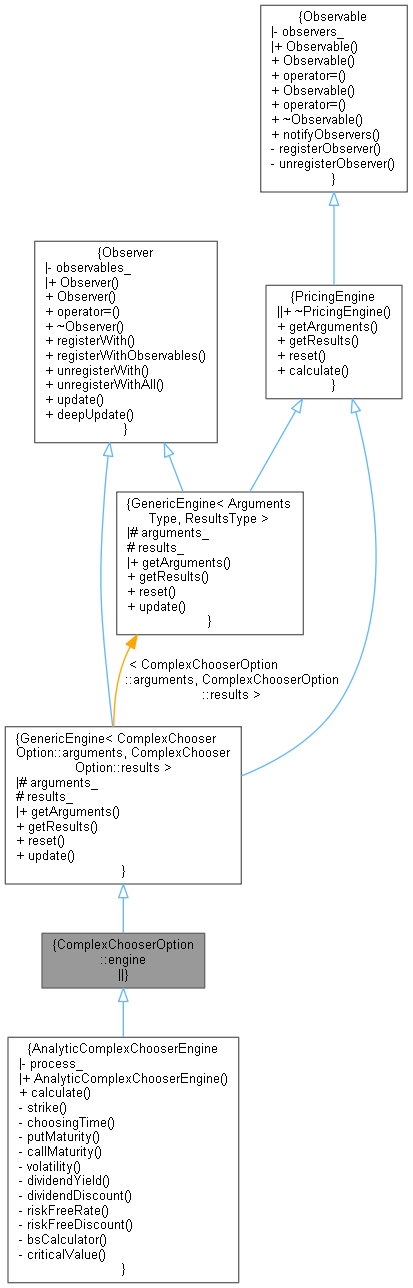 {Observable
|- observers_
|+ Observable()
+ Observable()
+ operator=()
+ Observable()
+ operator=()
+ ~Observable()
+ notifyObservers()
- registerObserver()
- unregisterObserver()
}
{Observer
|- observables_
|+ Observer()
+ Observer()
+ operator=()
+ ~Observer()
+ registerWith()
+ registerWithObservables()
+ unregisterWith()
+ unregisterWithAll()
+ update()
+ deepUpdate()
}
{PricingEngine
||+ ~PricingEngine()
+ getArguments()
+ getResults()
+ reset()
+ calculate()
}
{GenericEngine< Arguments
Type, ResultsType >
|# arguments_
# results_
|+ getArguments()
+ getResults()
+ reset()
+ update()
}
< ComplexChooserOption
::arguments, ComplexChooserOption
::results >
{GenericEngine< ComplexChooser
Option::arguments, ComplexChooser
Option::results >
|# arguments_
# results_
|+ getArguments()
+ getResults()
+ reset()
+ update()
}
{ComplexChooserOption
::engine
||}
{AnalyticComplexChooserEngine
|- process_
|+ AnalyticComplexChooserEngine()
+ calculate()
- strike()
- choosingTime()
- putMaturity()
- callMaturity()
- volatility()
- dividendYield()
- dividendDiscount()
- riskFreeRate()
- riskFreeDiscount()
- bsCalculator()
- criticalValue()
}